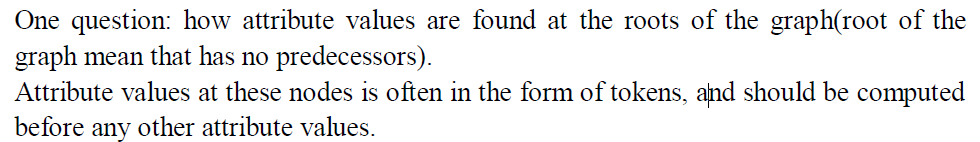 One question: how attribute values are found at the roots of the graph(root of the
graph mean that has no predecessors).
Attribute values at these nodes is often in the form of tokens, and should be computed
before any other attribute values.